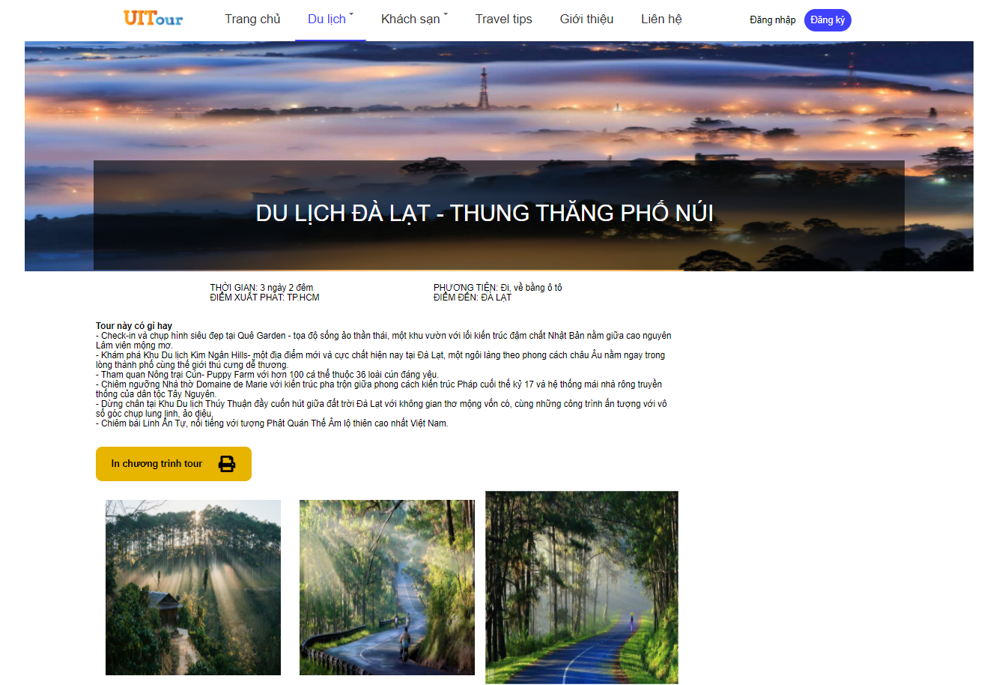 UITour
Trang chủ
Du lịch
Khách sạn
Travel tips
Giới thiệu
Liên hệ
Đăng nhập
Đăng ký
DU LỊCH ĐÀ LẠT - THUNG THĂNG PHỐ NÚI
THỜI GIAN: 3 ngày 2 đêm
ĐIỂM XUẤT PHÁT: TP.HCM
PHƯƠNG TIỆN: Đi, về bằng ô tô
ĐIỂM ĐẾN: ĐÀ LẠT
Tour này có gì hay
- Check-in và chụp hình siêu đẹp tại Quê Garden - tọa độ sống ảo thần thái, một khu vườn với lối kiến trúc đậm chất Nhật Bản nằm giữa cao nguyên
Lâm viên mộng mơ.
- Khám phá Khu Du lịch Kim Ngân Hills- một địa điểm mới và cực chất hiện nay tại Đà Lạt, một ngôi làng theo phong cách châu Âu nằm ngay trong
lòng thành phố cùng thế giới thú cưng dễ thương.
- Tham quan Nông trại Cún- Puppy Farm với hơn 100 cá thể thuộc 36 loài cún đáng yêu.
- Chiêm ngưỡng Nhà thờ Domaine de Marie với kiến trúc pha trộn giữa phong cách kiến trúc Pháp cuối thế kỷ 17 và hệ thống mái nhà rông truyền
thống của dân tộc Tây Nguyên.
- Dừng chân tại Khu Du lịch Thúy Thuận đầy cuốn hút giữa đất trời Đà Lạt với không gian thơ mộng vốn có, cùng những công trình ấn tượng với vô
số góc chụp lung linh, ảo diệu.
- Chiêm bái Linh Ẩn Tự, nổi tiếng với tượng Phật Quán Thế Âm lộ thiên cao nhất Việt Nam.
In chương trình tour